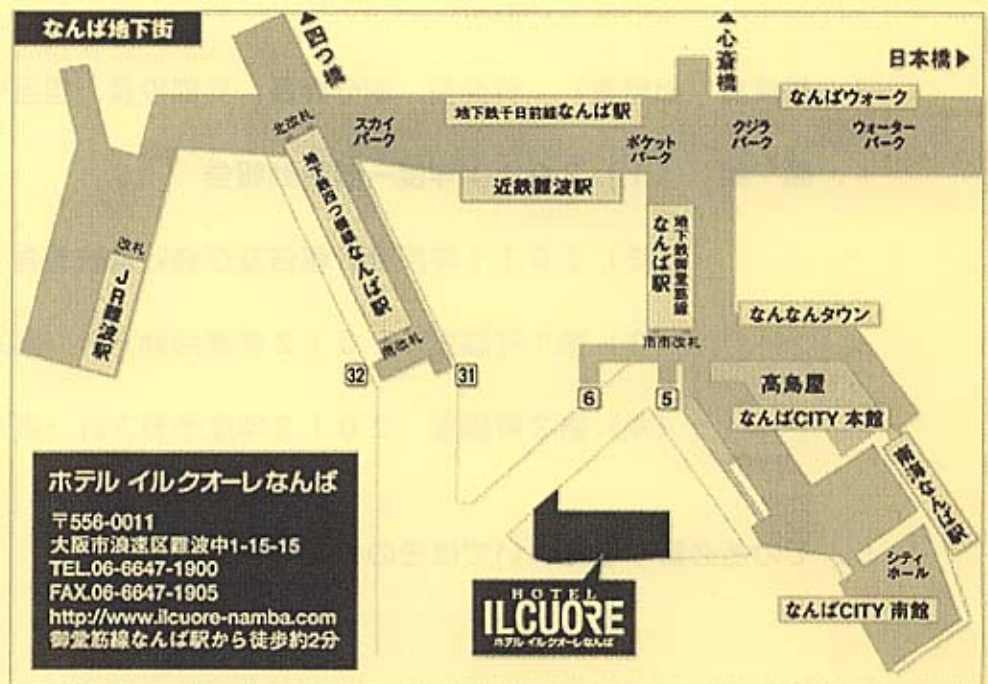 なんば地下街
四つ橋
心斎橋
日本橋
なんばウォーク
地下鉄千日前線なんば駅
北改札
スカイ
パーク
ポケット
パーク
クジラ
パーク
ウォーター
パーク
近鉄難波駅
地下鉄四つ橋線なんば駅
地下鉄御堂筋線
なんば駅
改札
JR難波駅
なんなんタウン
南改札
南南改札
32
31
6
5
高島屋
なんばCITY 本館
南海なんば駅
シティ
ホール
なんばCITY 南館
ホテル イルクオーレなんば
〒556-0011
大阪市浪速区難波中1-15-15
TEL.06-6647-1900
FAX.06-6647-1905
http://www.ilcuore-namba.com
御堂筋線なんば駅から徒歩約2分
HOTEL
ILCUORE
ホテル イルクオーレなんば